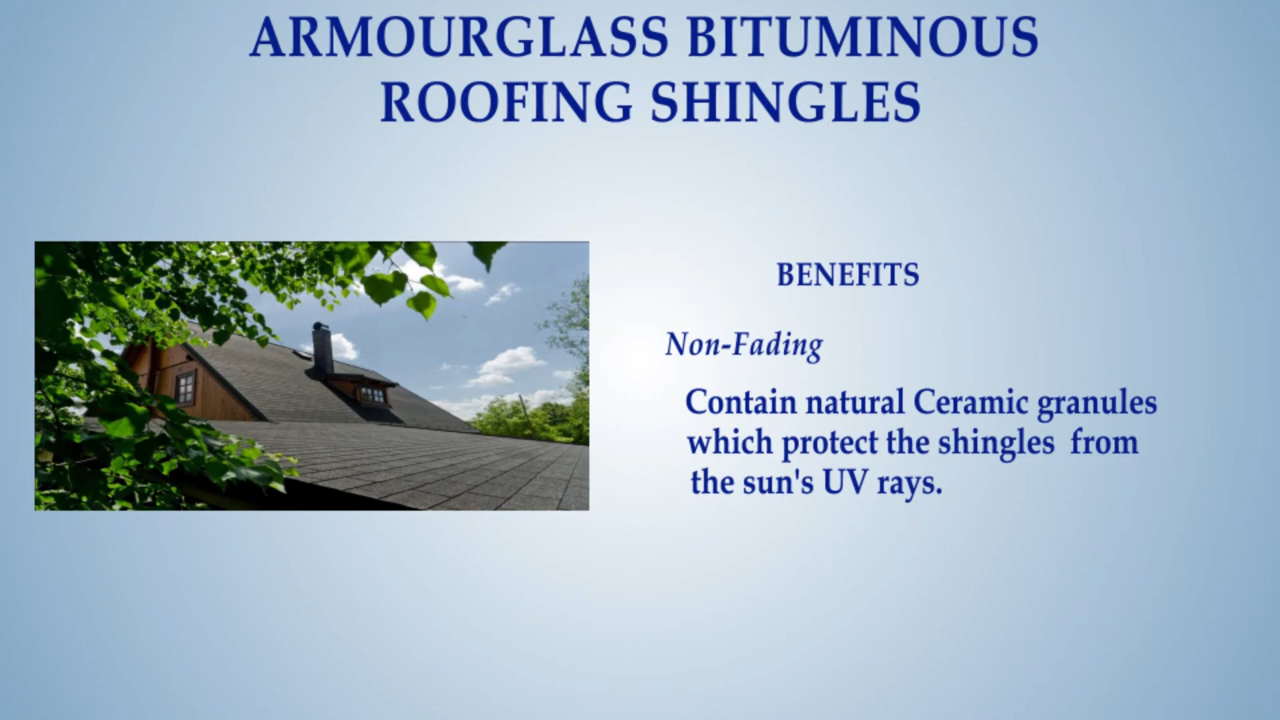 ARMOURGLASS BITUMINOUS
ROOFING SHINGLES
BENEFITS
Non-Fading
Contain natural Ceramic granules
which protect the shingles from
the sun's UV rays.